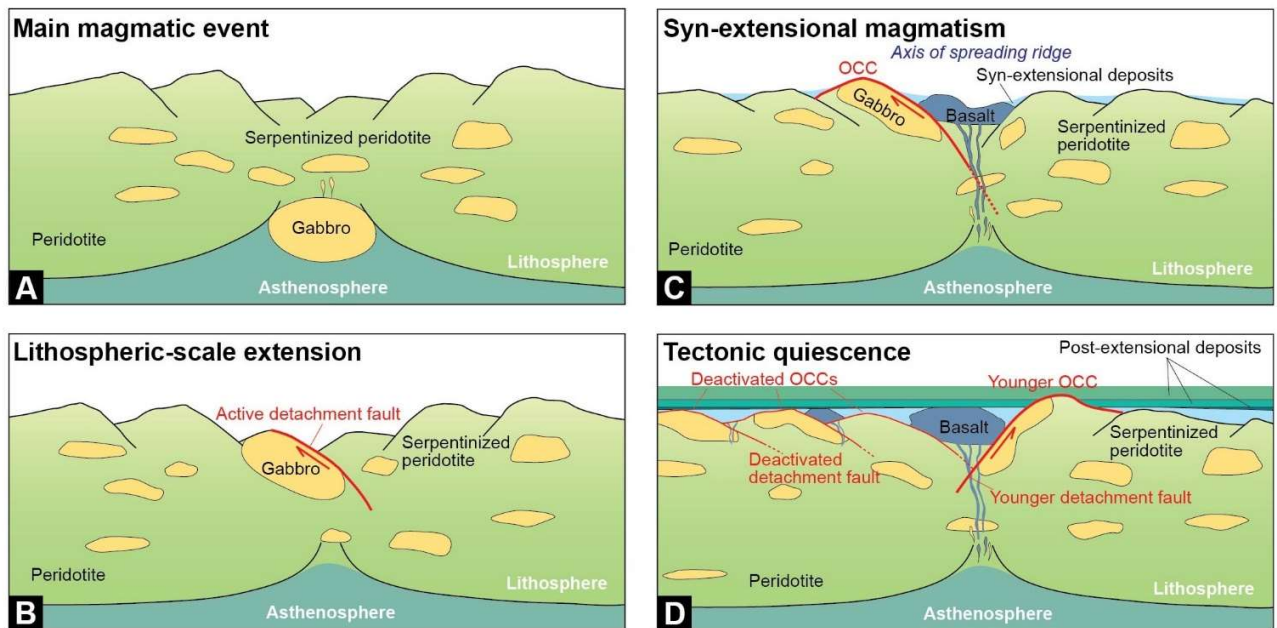 Main magmatic event
Serpentinized peridotite
Gabbro
Peridotite
Lithosphere
Asthenosphere
A
Lithospheric-scale extension
Active detachment fault
Gabbro
Serpentinized
peridotite
Peridotite
Lithosphere
Asthenosphere
B
Syn-extensional magmatism
Axis of spreading ridge
OCC
Syn-extensional deposits
Gabbro
Basalt
Serpentinized
peridotite
Peridotite
Lithosphere
Asthenosphere
C
Tectonic quiescence
Post-extensional deposits
Deactivated OCCs
Younger OCC
Basalt
Serpentinized
peridotite
Deactivated
detachment fault
Younger detachment fault
Peridotite
Lithosphere
Asthenosphere
D